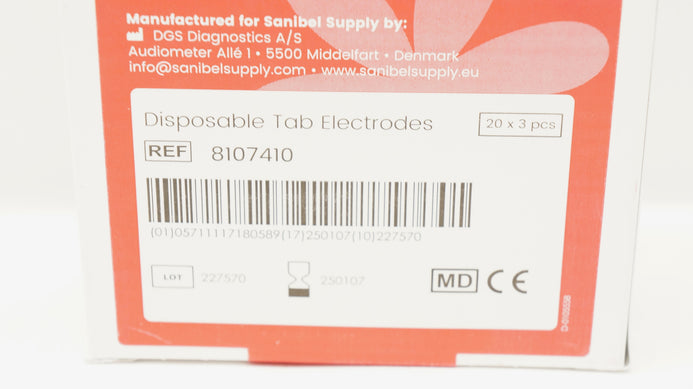 Manufactured for Sanibel Supply by:
DGS Diagnostics A/S
Audiometer Allé 1 • 5500 Middelfart • Denmark
info@sanibelsupply.com • www.sanibelsupply.eu
Disposable Tab Electrodes
20 x 3 pcs
REF 8107410
(01)05711117180589(17)250107(10)227570
LOT 227570 250107 MD CE
D-0105558